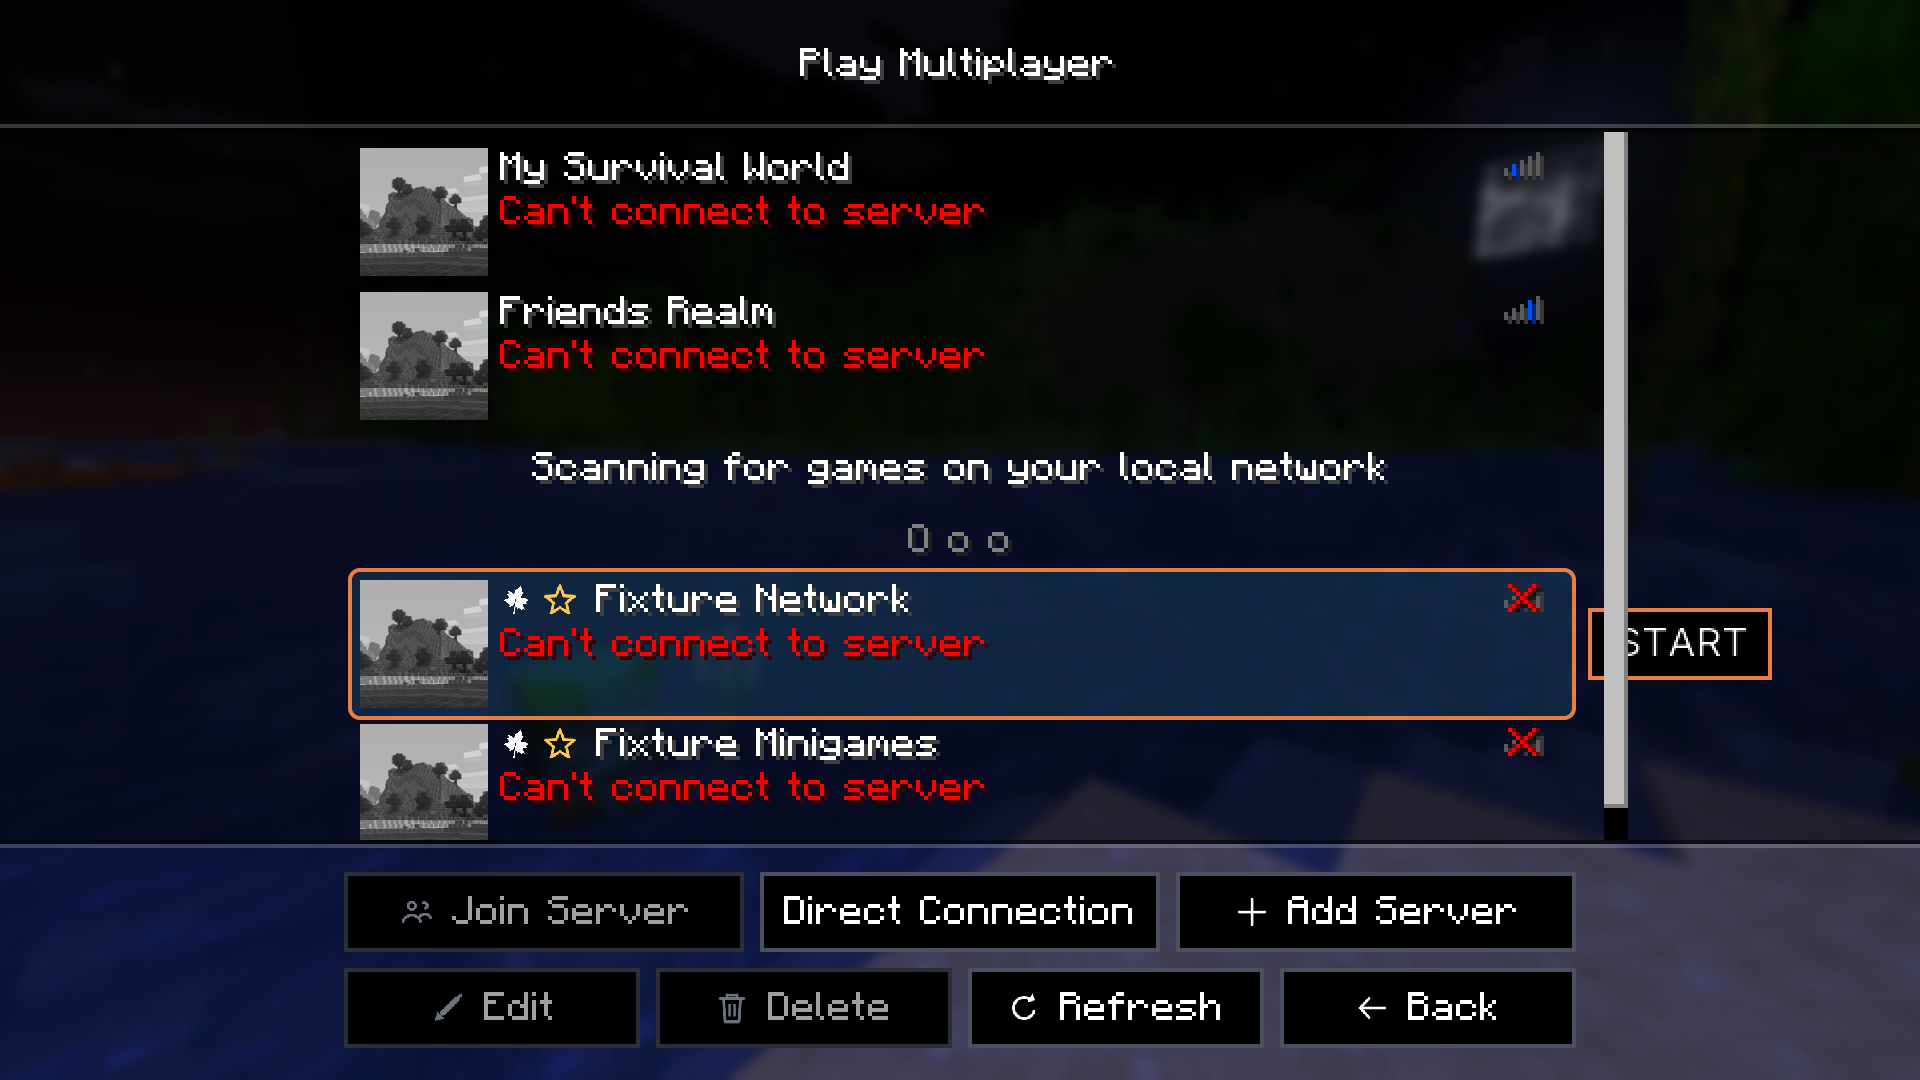 Play Multiplayer
My Survival World
Can't connect to server
Friends Realm
Can't connect to server
Scanning for games on your local network
O o o
Fixture Network
Can't connect to server
START
Fixture Minigames
Can't connect to server
Join Server
Direct Connection
Add Server
Edit
Delete
Refresh
Back